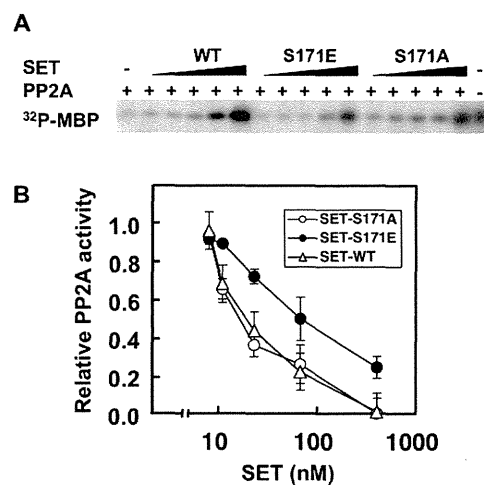 A
WT S171E S171A
SET -
PP2A + + + + + + + + + + + + + + + + -
³²P-MBP
B
Relative PP2A activity
1.0
0.8
0.6
0.4
0.2
0.0
SET-S171A
SET-S171E
SET-WT
10 100 1000
SET (nM)